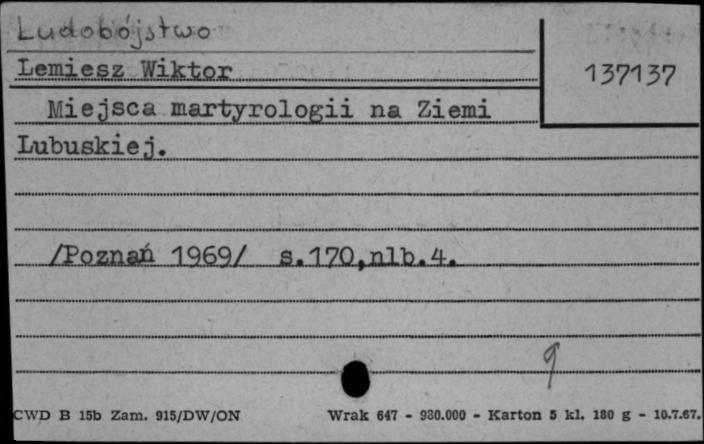 Ludobójstwo
Lemiesz Wiktor
137137
Miejsca martyrologii na Ziemi
Lubuskiej.
/Poznań 1969/ s.170,nlb.4.
CWD B 15b Zam. 915/DW/ON Wrak 647 - 980.000 - Karton 5 kl. 180 g - 10.7.67.